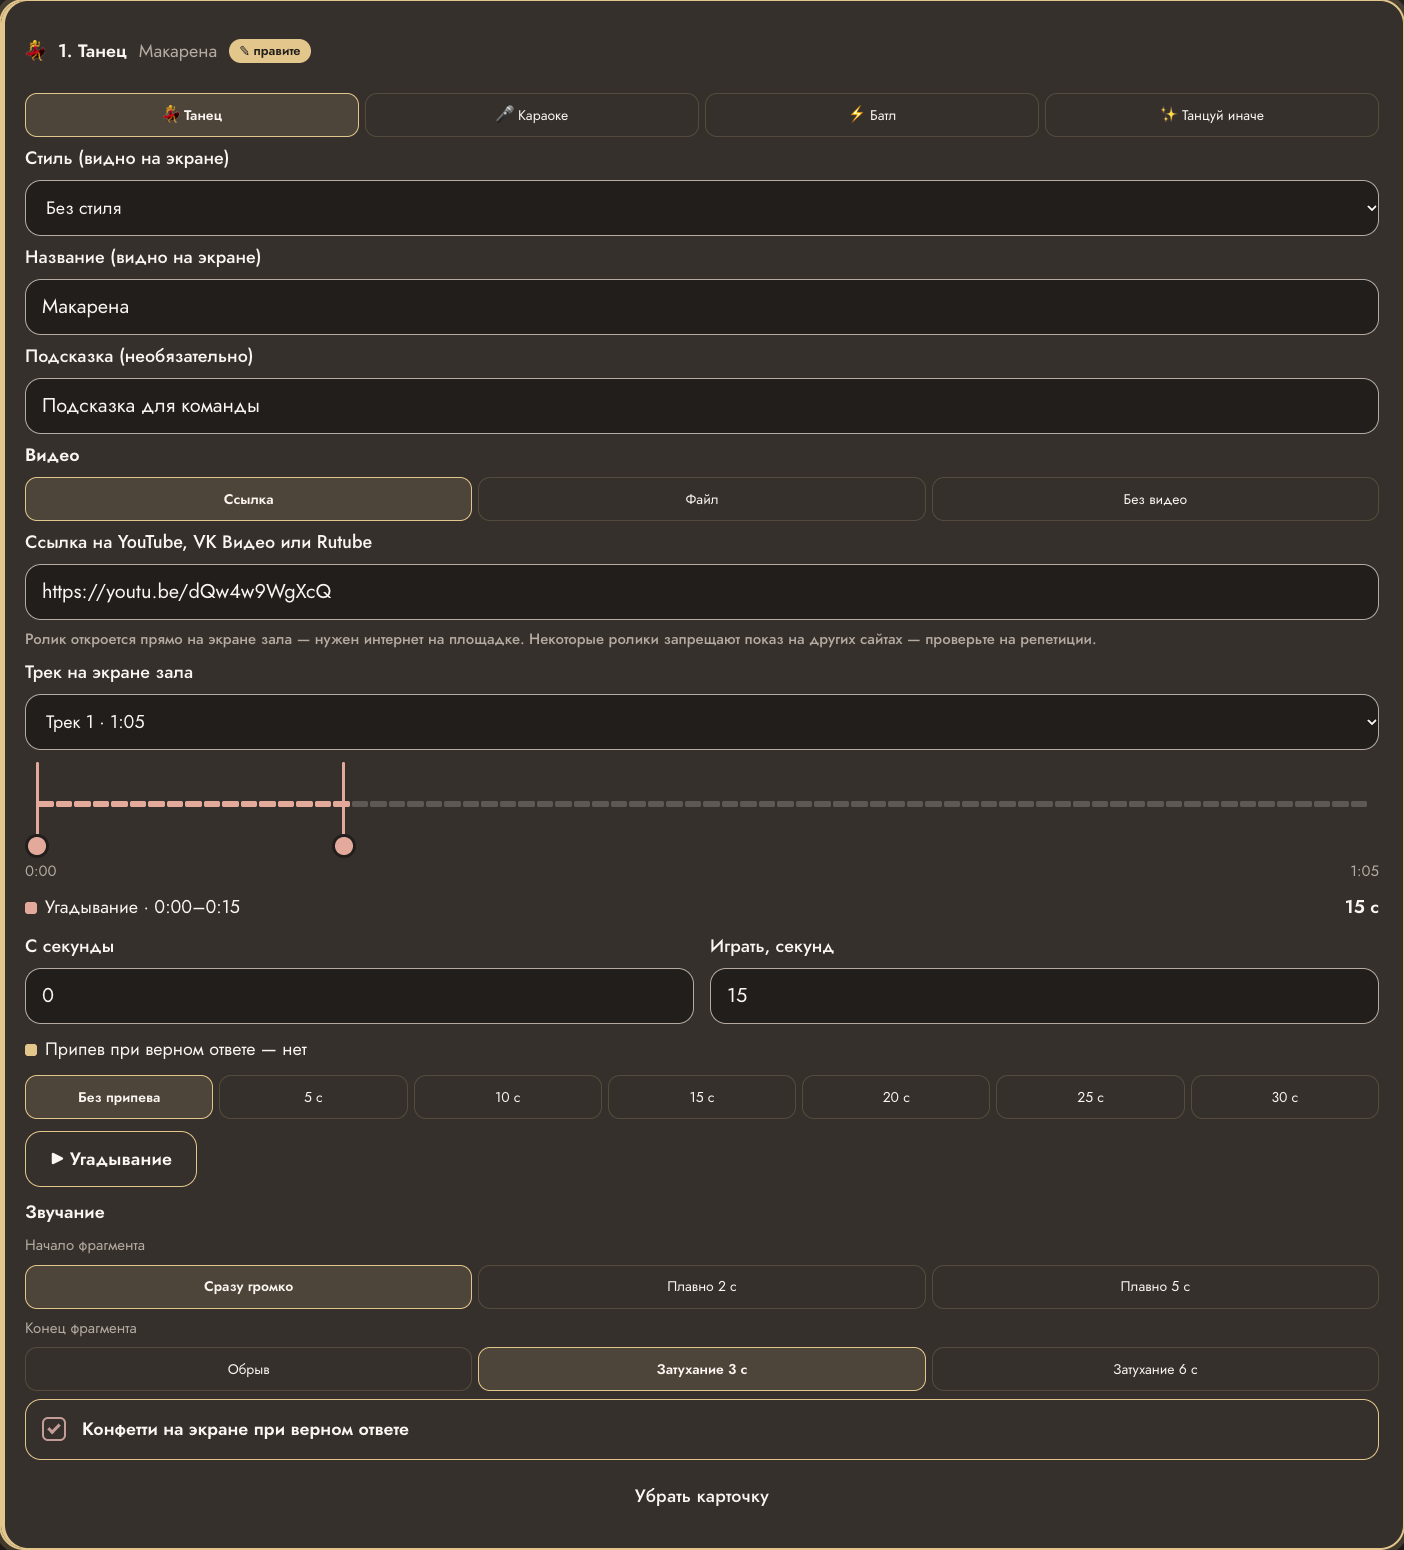 1. Танец Макарена ✎ правите
Танец Караоке Батл Танцуй иначе
Стиль (видно на экране)
Без стиля
Название (видно на экране)
Макарена
Подсказка (необязательно)
Подсказка для команды
Видео
Ссылка Файл Без видео
Ссылка на YouTube, VK Видео или Rutube
https://youtu.be/dQw4w9WgXcQ
Ролик откроется прямо на экране зала — нужен интернет на площадке. Некоторые ролики запрещают показ на других сайтах — проверьте на репетиции.
Трек на экране зала
Трек 1 · 1:05
0:00 1:05
Угадывание · 0:00–0:15 15 с
С секунды Играть, секунд
0 15
Припев при верном ответе — нет
Без припева 5 с 10 с 15 с 20 с 25 с 30 с
▶ Угадывание
Звучание
Начало фрагмента
Сразу громко Плавно 2 с Плавно 5 с
Конец фрагмента
Обрыв Затухание 3 с Затухание 6 с
Конфетти на экране при верном ответе
Убрать карточку